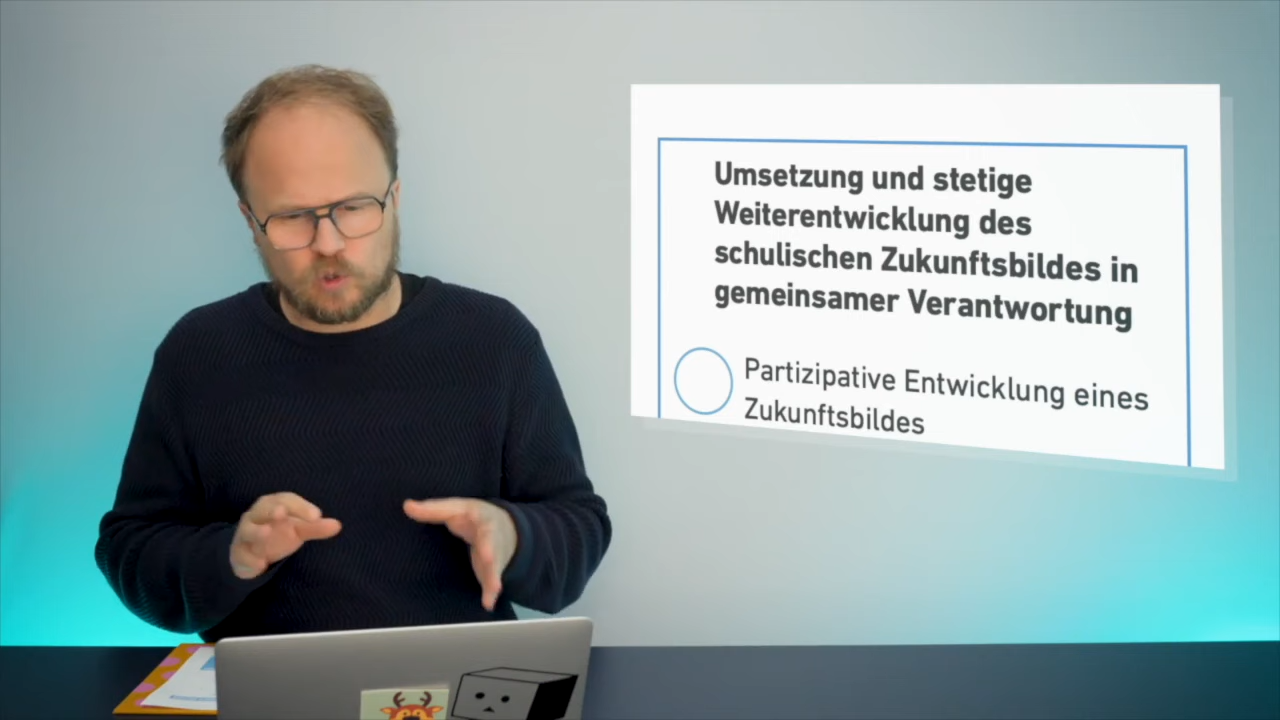 Umsetzung und stetige
Weiterentwicklung des
schulischen Zukunftsbildes in
gemeinsamer Verantwortung
Partizipative Entwicklung eines
Zukunftsbildes